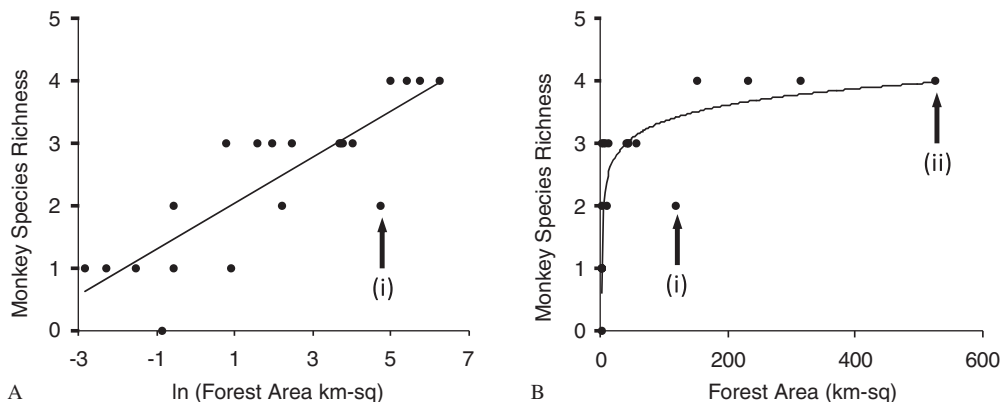 Monkey Species Richness
5
4
3
2
1
0
-3
-1
1
3
5
7
(i)
A
ln (Forest Area km-sq)
Monkey Species Richness
5
4
3
2
1
0
0
200
400
600
(i)
(ii)
B
Forest Area (km-sq)